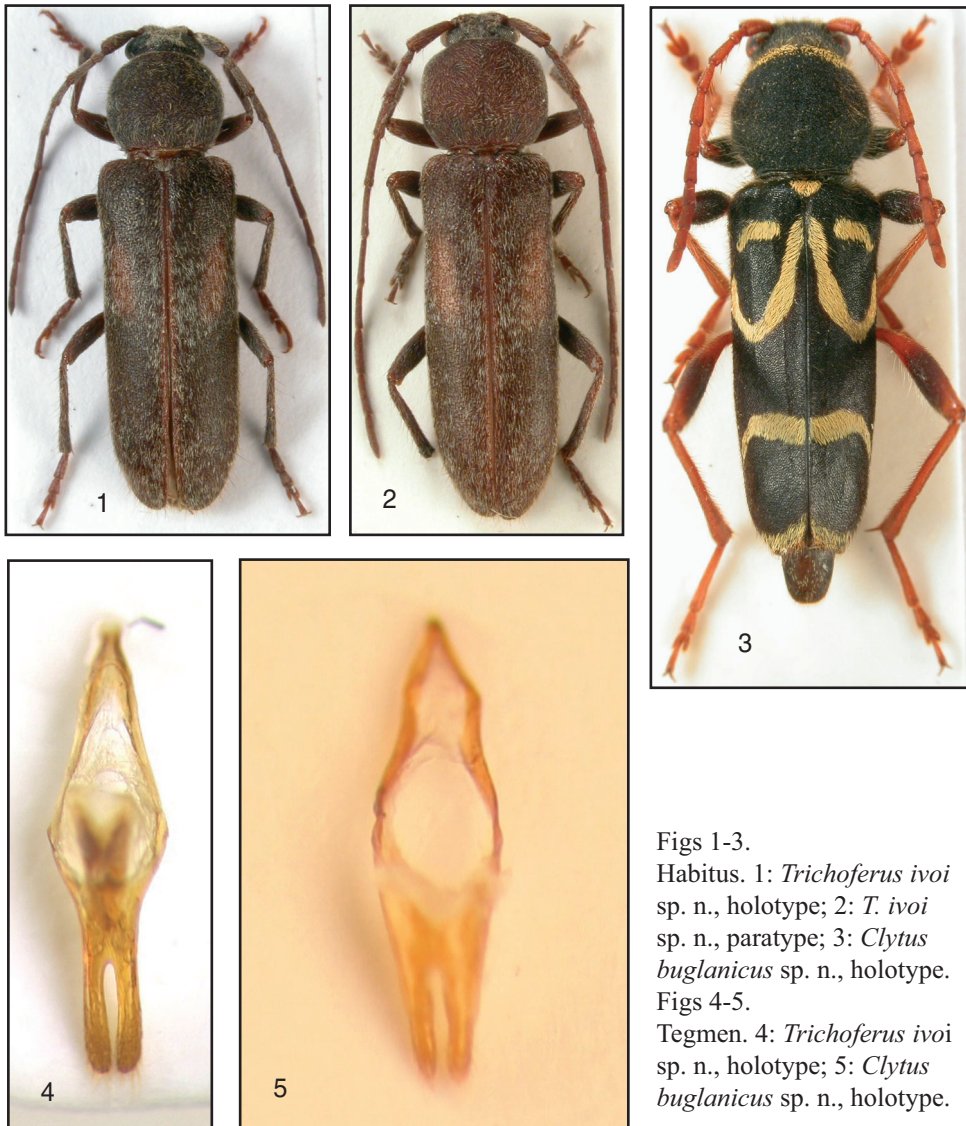 1
2
3
4
5
Figs 1-3.
Habitus. 1: Trichoferus ivoi
sp. n., holotype; 2: T. ivoi
sp. n., paratype; 3: Clytus
buglanicus sp. n., holotype.
Figs 4-5.
Tegmen. 4: Trichoferus ivoi
sp. n., holotype; 5: Clytus
buglanicus sp. n., holotype.